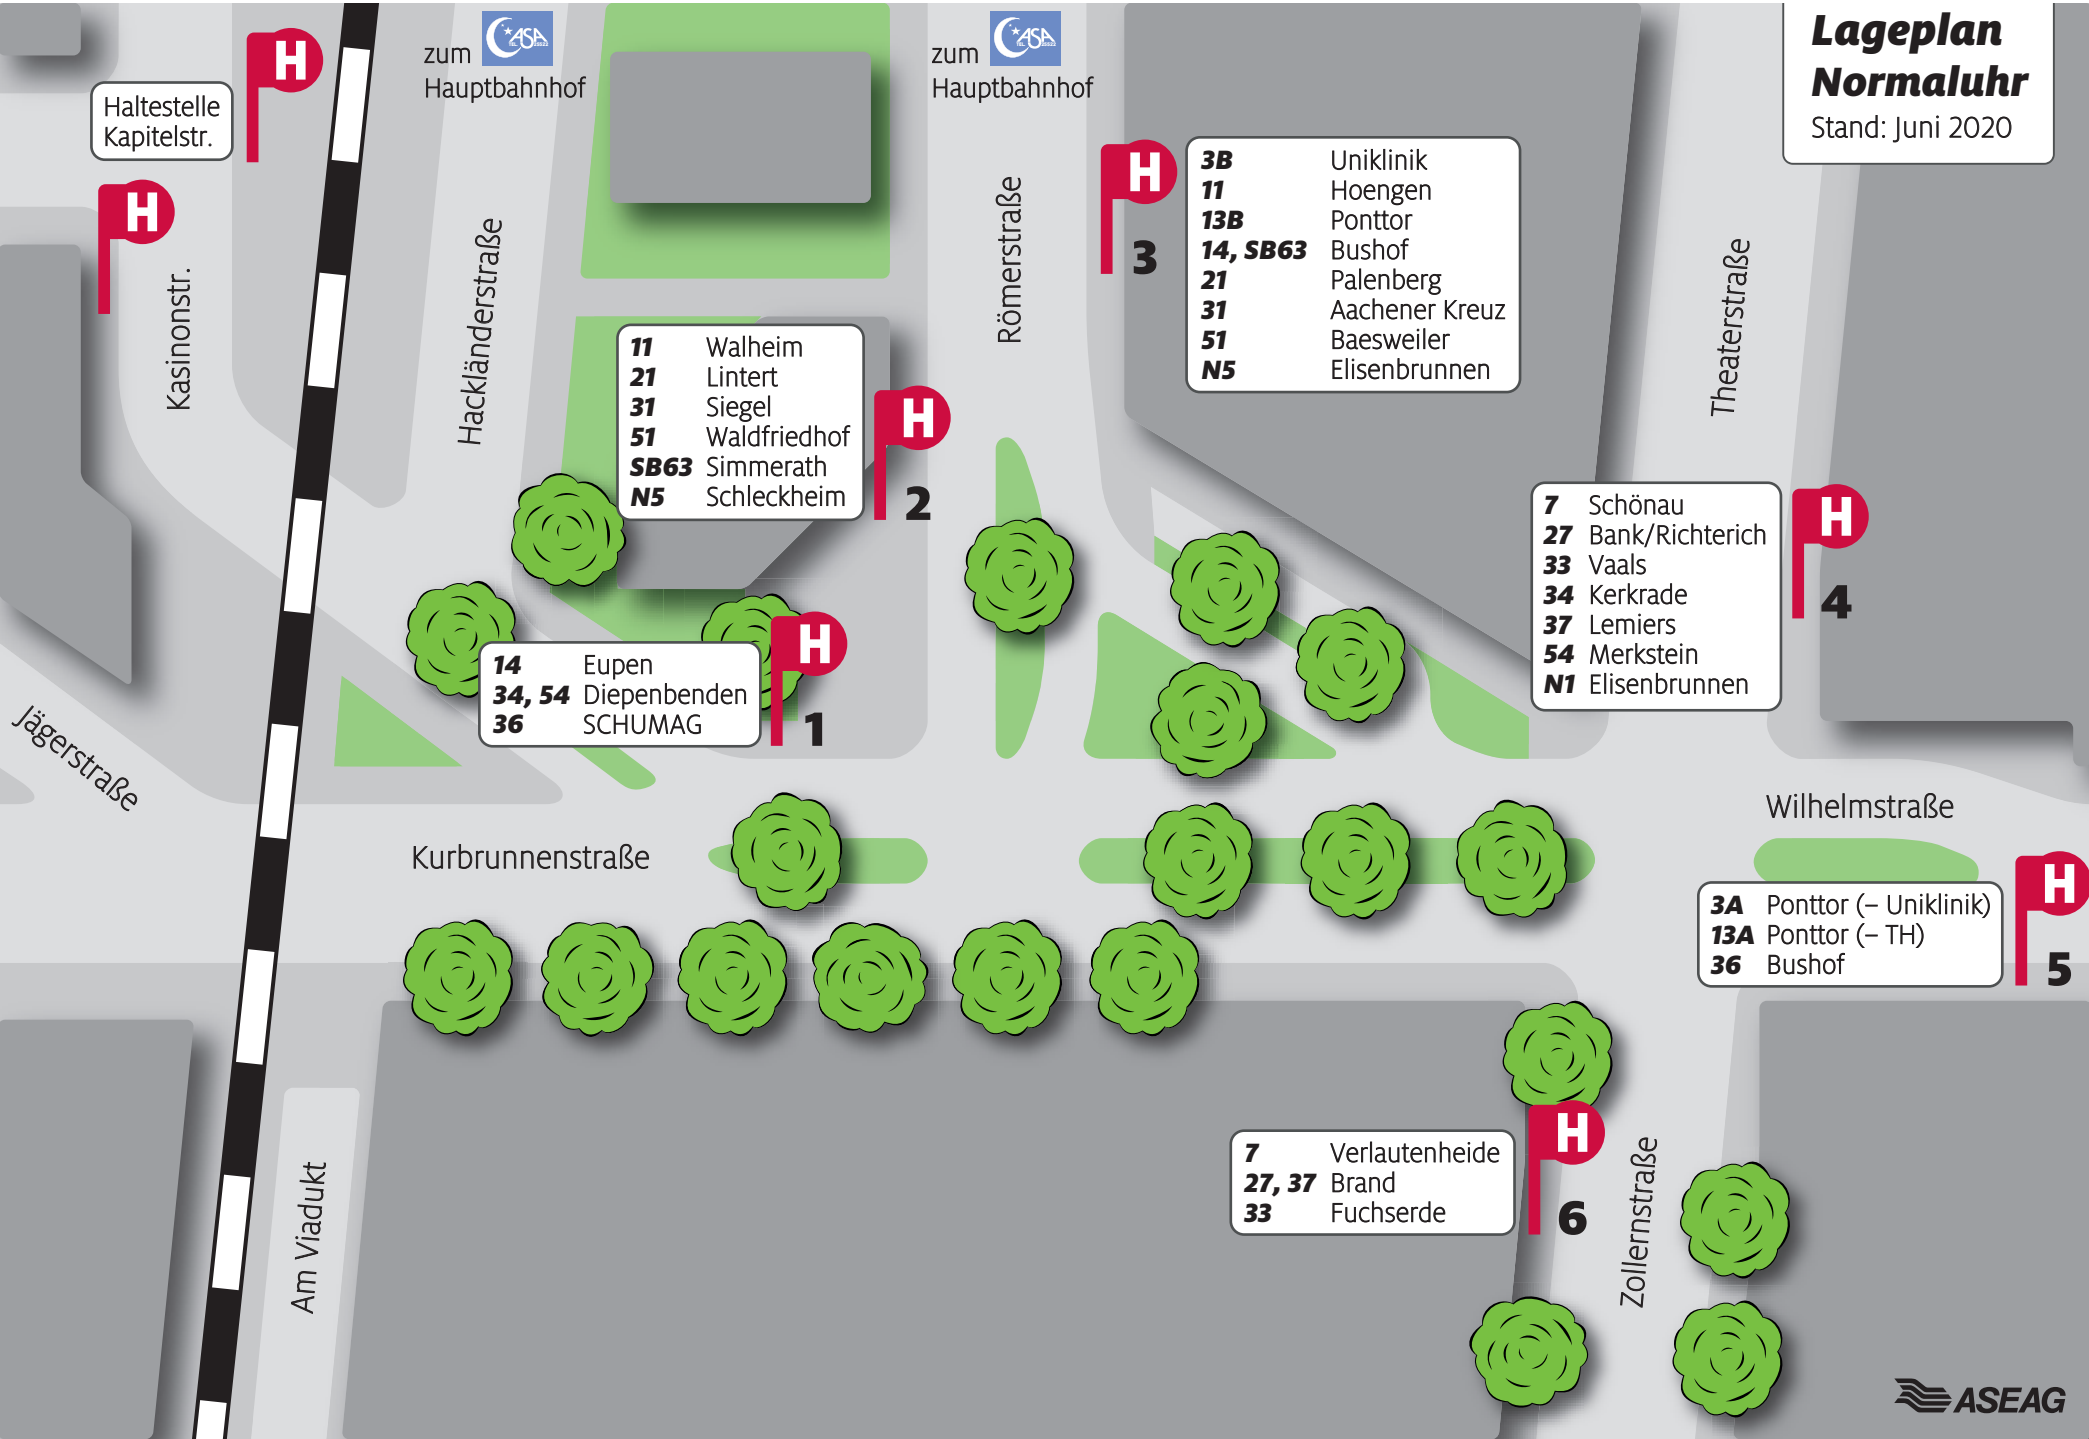 Lageplan
Normaluhr
Stand: Juni 2020
zum ASA
Hauptbahnhof
zum ASA
Hauptbahnhof
H
Haltestelle
Kapitelstr.
H
Kasinonstr.
Hackländerstraße
Römerstraße
Theaterstraße
H
3
3B Uniklinik
11 Hoengen
13B Ponttor
14, SB63 Bushof
21 Palenberg
31 Aachener Kreuz
51 Baesweiler
N5 Elisenbrunnen
11 Walheim
21 Lintert
31 Siegel
51 Waldfriedhof
SB63 Simmerath
N5 Schleckheim
H
2
7 Schönau
27 Bank/Richterich
33 Vaals
34 Kerkrade
37 Lemiers
54 Merkstein
N1 Elisenbrunnen
H
4
14 Eupen
34, 54 Diepenbenden
36 SCHUMAG
H
1
Jägerstraße
Kurbrunnenstraße
Wilhelmstraße
3A Ponttor (– Uniklinik)
13A Ponttor (– TH)
36 Bushof
H
5
7 Verlautenheide
27, 37 Brand
33 Fuchserde
H
6
Am Viadukt
Zollernstraße
ASEAG